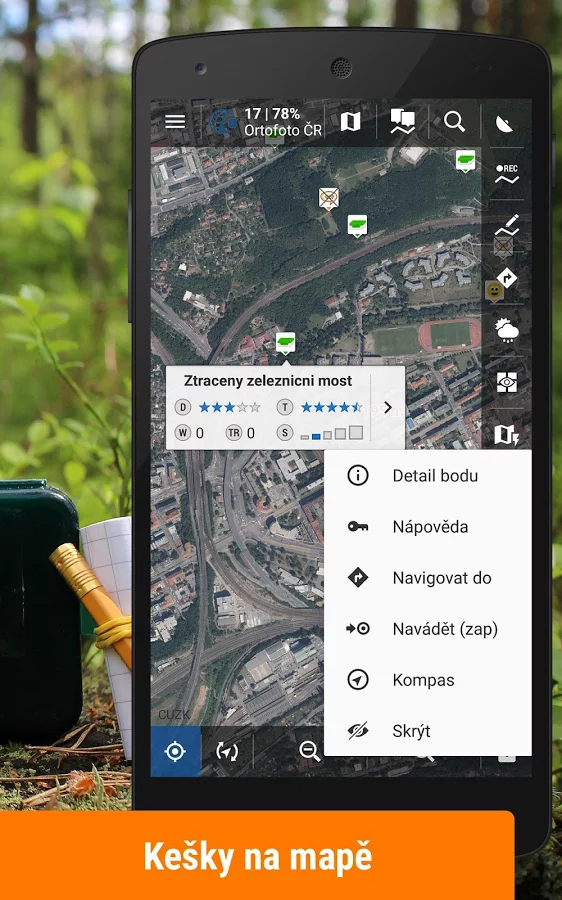 17 | 78%
Ortofoto ČR
REC
Ztraceny zeleznicni most
D T
W 0 TR 0 S
Detail bodu
Nápověda
Navigovat do
Navádět (zap)
Kompas
Skrýt
CUZK
Kešky na mapě